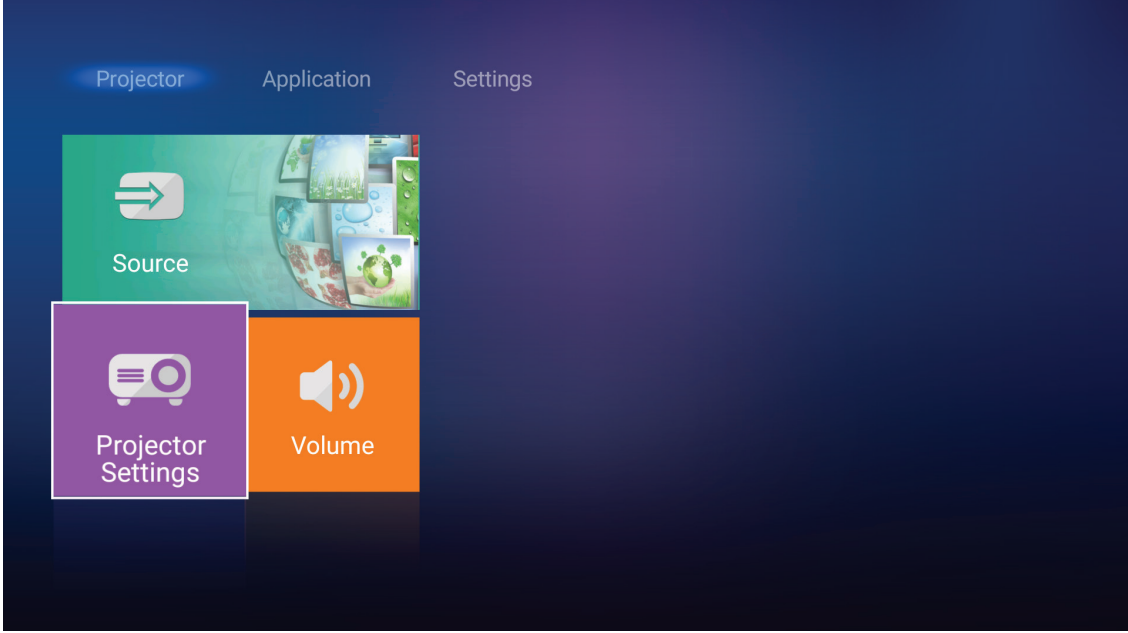 Projector
Application
Settings
Source
Projector
Settings
Volume